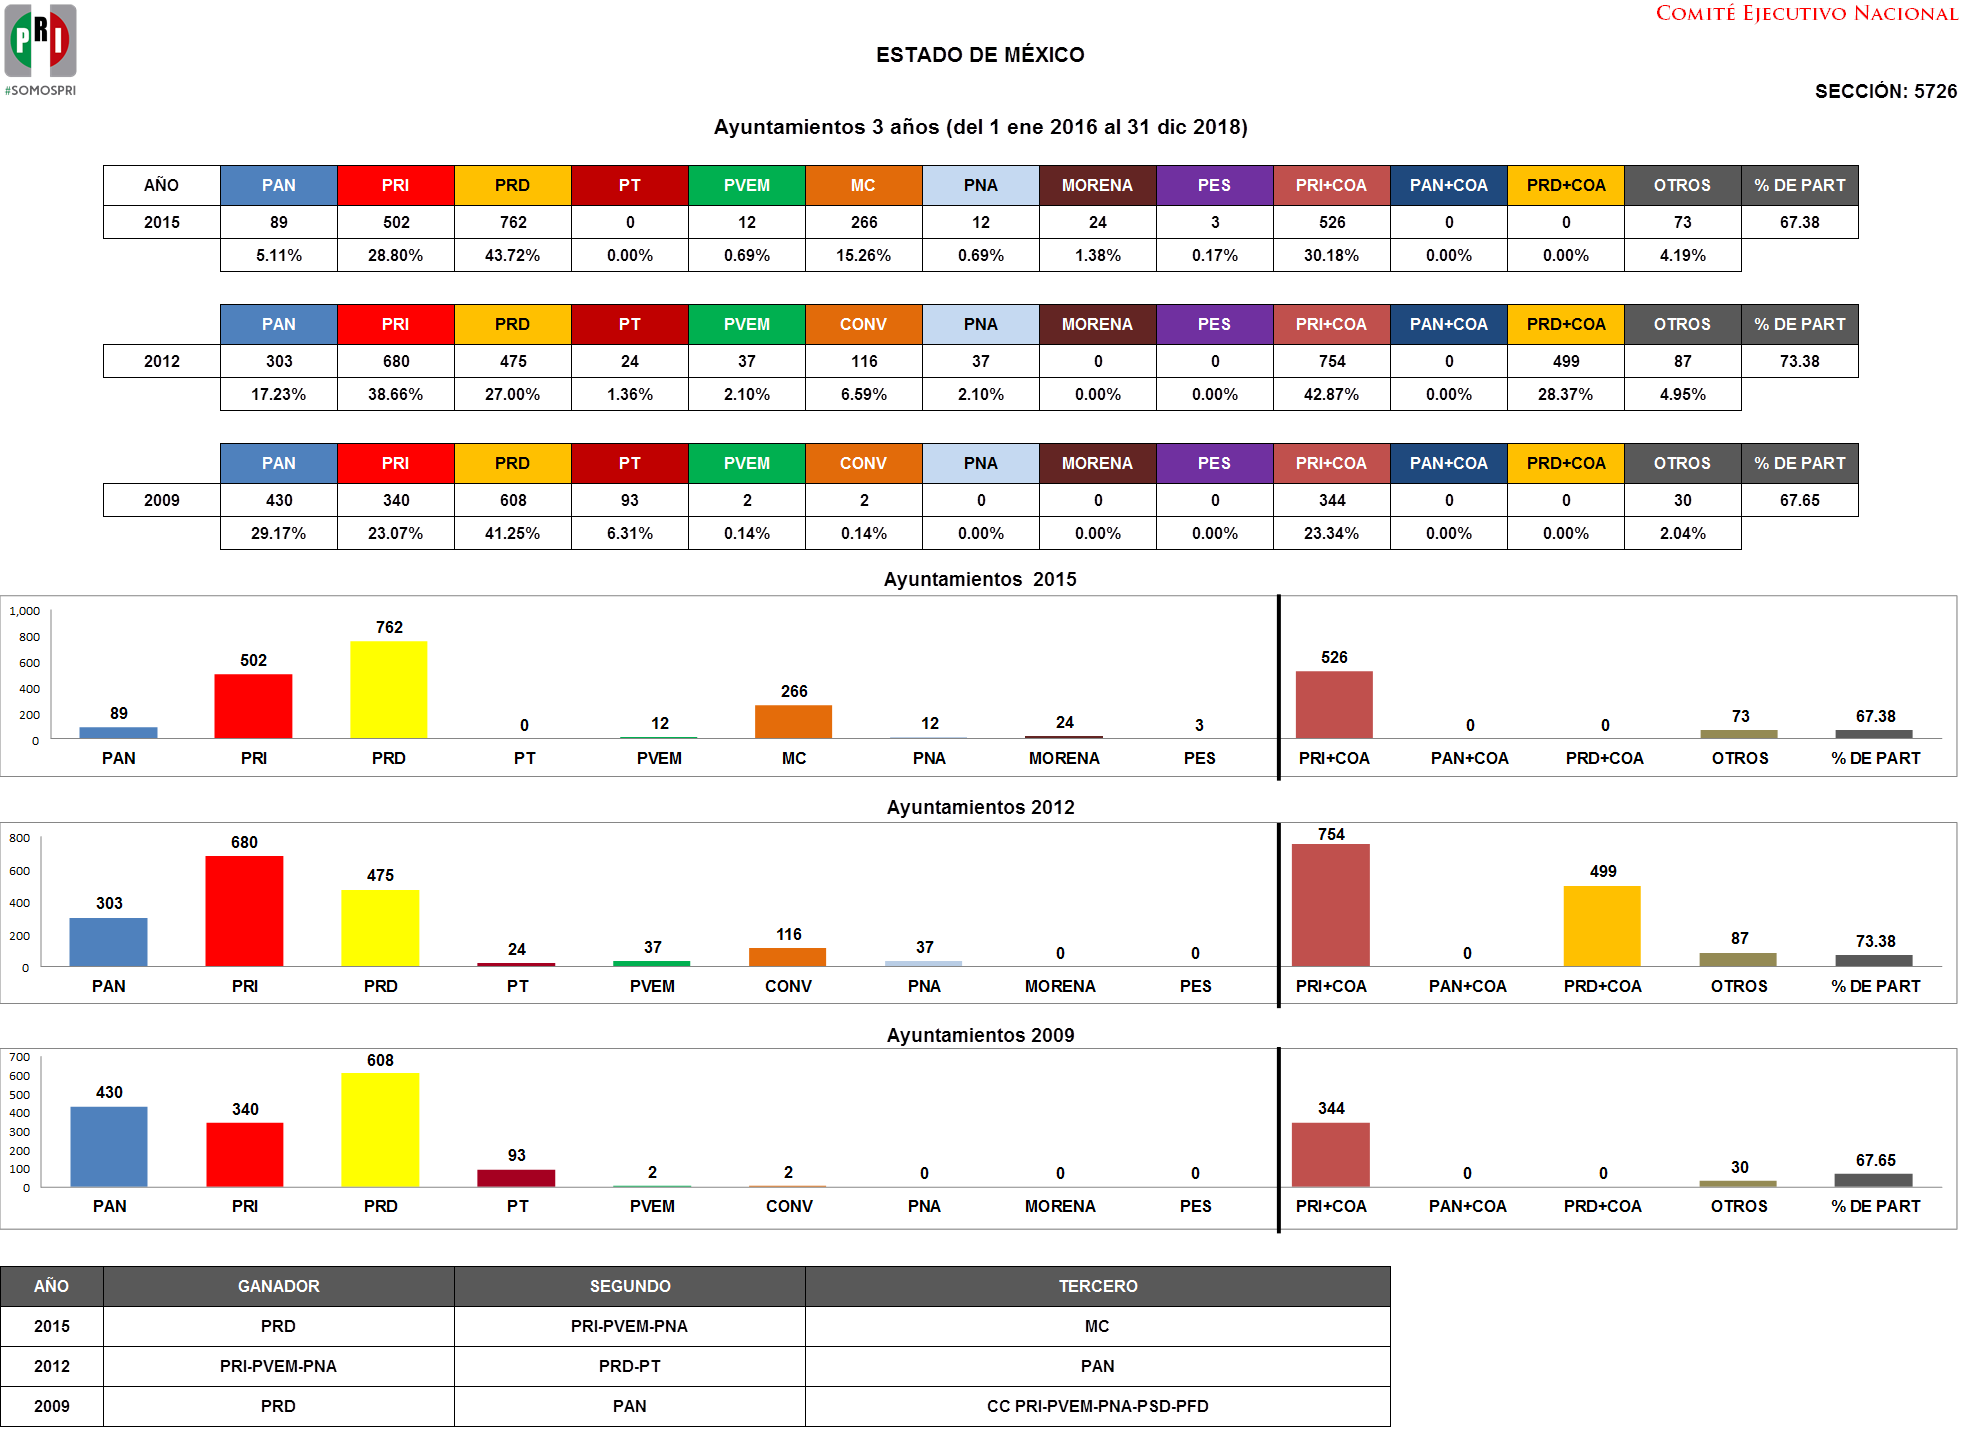 PRI
#SOMOSPRI
COMITÉ EJECUTIVO NACIONAL
ESTADO DE MÉXICO
SECCIÓN: 5726
Ayuntamientos 3 años (del 1 ene 2016 al 31 dic 2018)
AÑO PAN PRI PRD PT PVEM MC PNA MORENA PES PRI+COA PAN+COA PRD+COA OTROS % DE PART
2015 89 502 762 0 12 266 12 24 3 526 0 0 73 67.38
5.11% 28.80% 43.72% 0.00% 0.69% 15.26% 0.69% 1.38% 0.17% 30.18% 0.00% 0.00% 4.19%
PAN PRI PRD PT PVEM CONV PNA MORENA PES PRI+COA PAN+COA PRD+COA OTROS % DE PART
2012 303 680 475 24 37 116 37 0 0 754 0 499 87 73.38
17.23% 38.66% 27.00% 1.36% 2.10% 6.59% 2.10% 0.00% 0.00% 42.87% 0.00% 28.37% 4.95%
PAN PRI PRD PT PVEM CONV PNA MORENA PES PRI+COA PAN+COA PRD+COA OTROS % DE PART
2009 430 340 608 93 2 2 0 0 0 344 0 0 30 67.65
29.17% 23.07% 41.25% 6.31% 0.14% 0.14% 0.00% 0.00% 0.00% 23.34% 0.00% 0.00% 2.04%
Ayuntamientos 2015
1,000
800
600
400
200
0
89 502 762 0 12 266 12 24 3 526 0 0 73 67.38
PAN PRI PRD PT PVEM MC PNA MORENA PES PRI+COA PAN+COA PRD+COA OTROS % DE PART
Ayuntamientos 2012
800
600
400
200
0
303 680 475 24 37 116 37 0 0 754 0 499 87 73.38
PAN PRI PRD PT PVEM CONV PNA MORENA PES PRI+COA PAN+COA PRD+COA OTROS % DE PART
Ayuntamientos 2009
700
600
500
400
300
200
100
0
430 340 608 93 2 2 0 0 0 344 0 0 30 67.65
PAN PRI PRD PT PVEM CONV PNA MORENA PES PRI+COA PAN+COA PRD+COA OTROS % DE PART
AÑO GANADOR SEGUNDO TERCERO
2015 PRD PRI-PVEM-PNA MC
2012 PRI-PVEM-PNA PRD-PT PAN
2009 PRD PAN CC PRI-PVEM-PNA-PSD-PFD